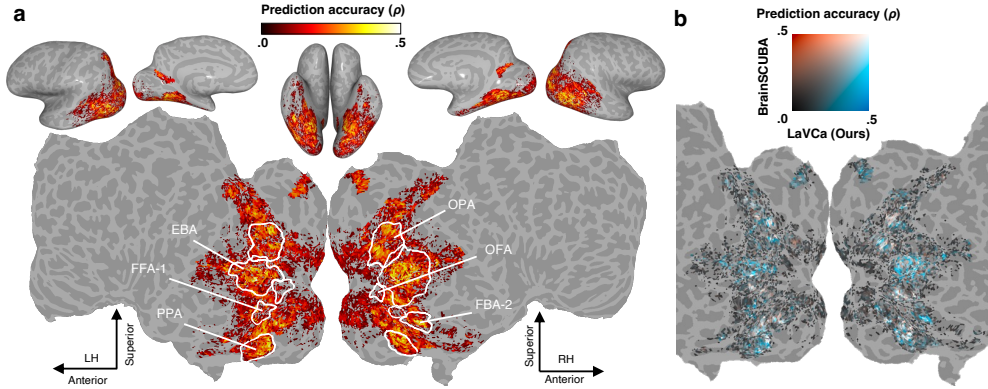 a
Prediction accuracy (ρ)
.0 .5
EBA
FFA-1
PPA
OPA
OFA
FBA-2
Superior
LH
Anterior
Superior
RH
Anterior
b
Prediction accuracy (ρ)
BrainSCUBA
.0 .5
LaVCa (Ours)